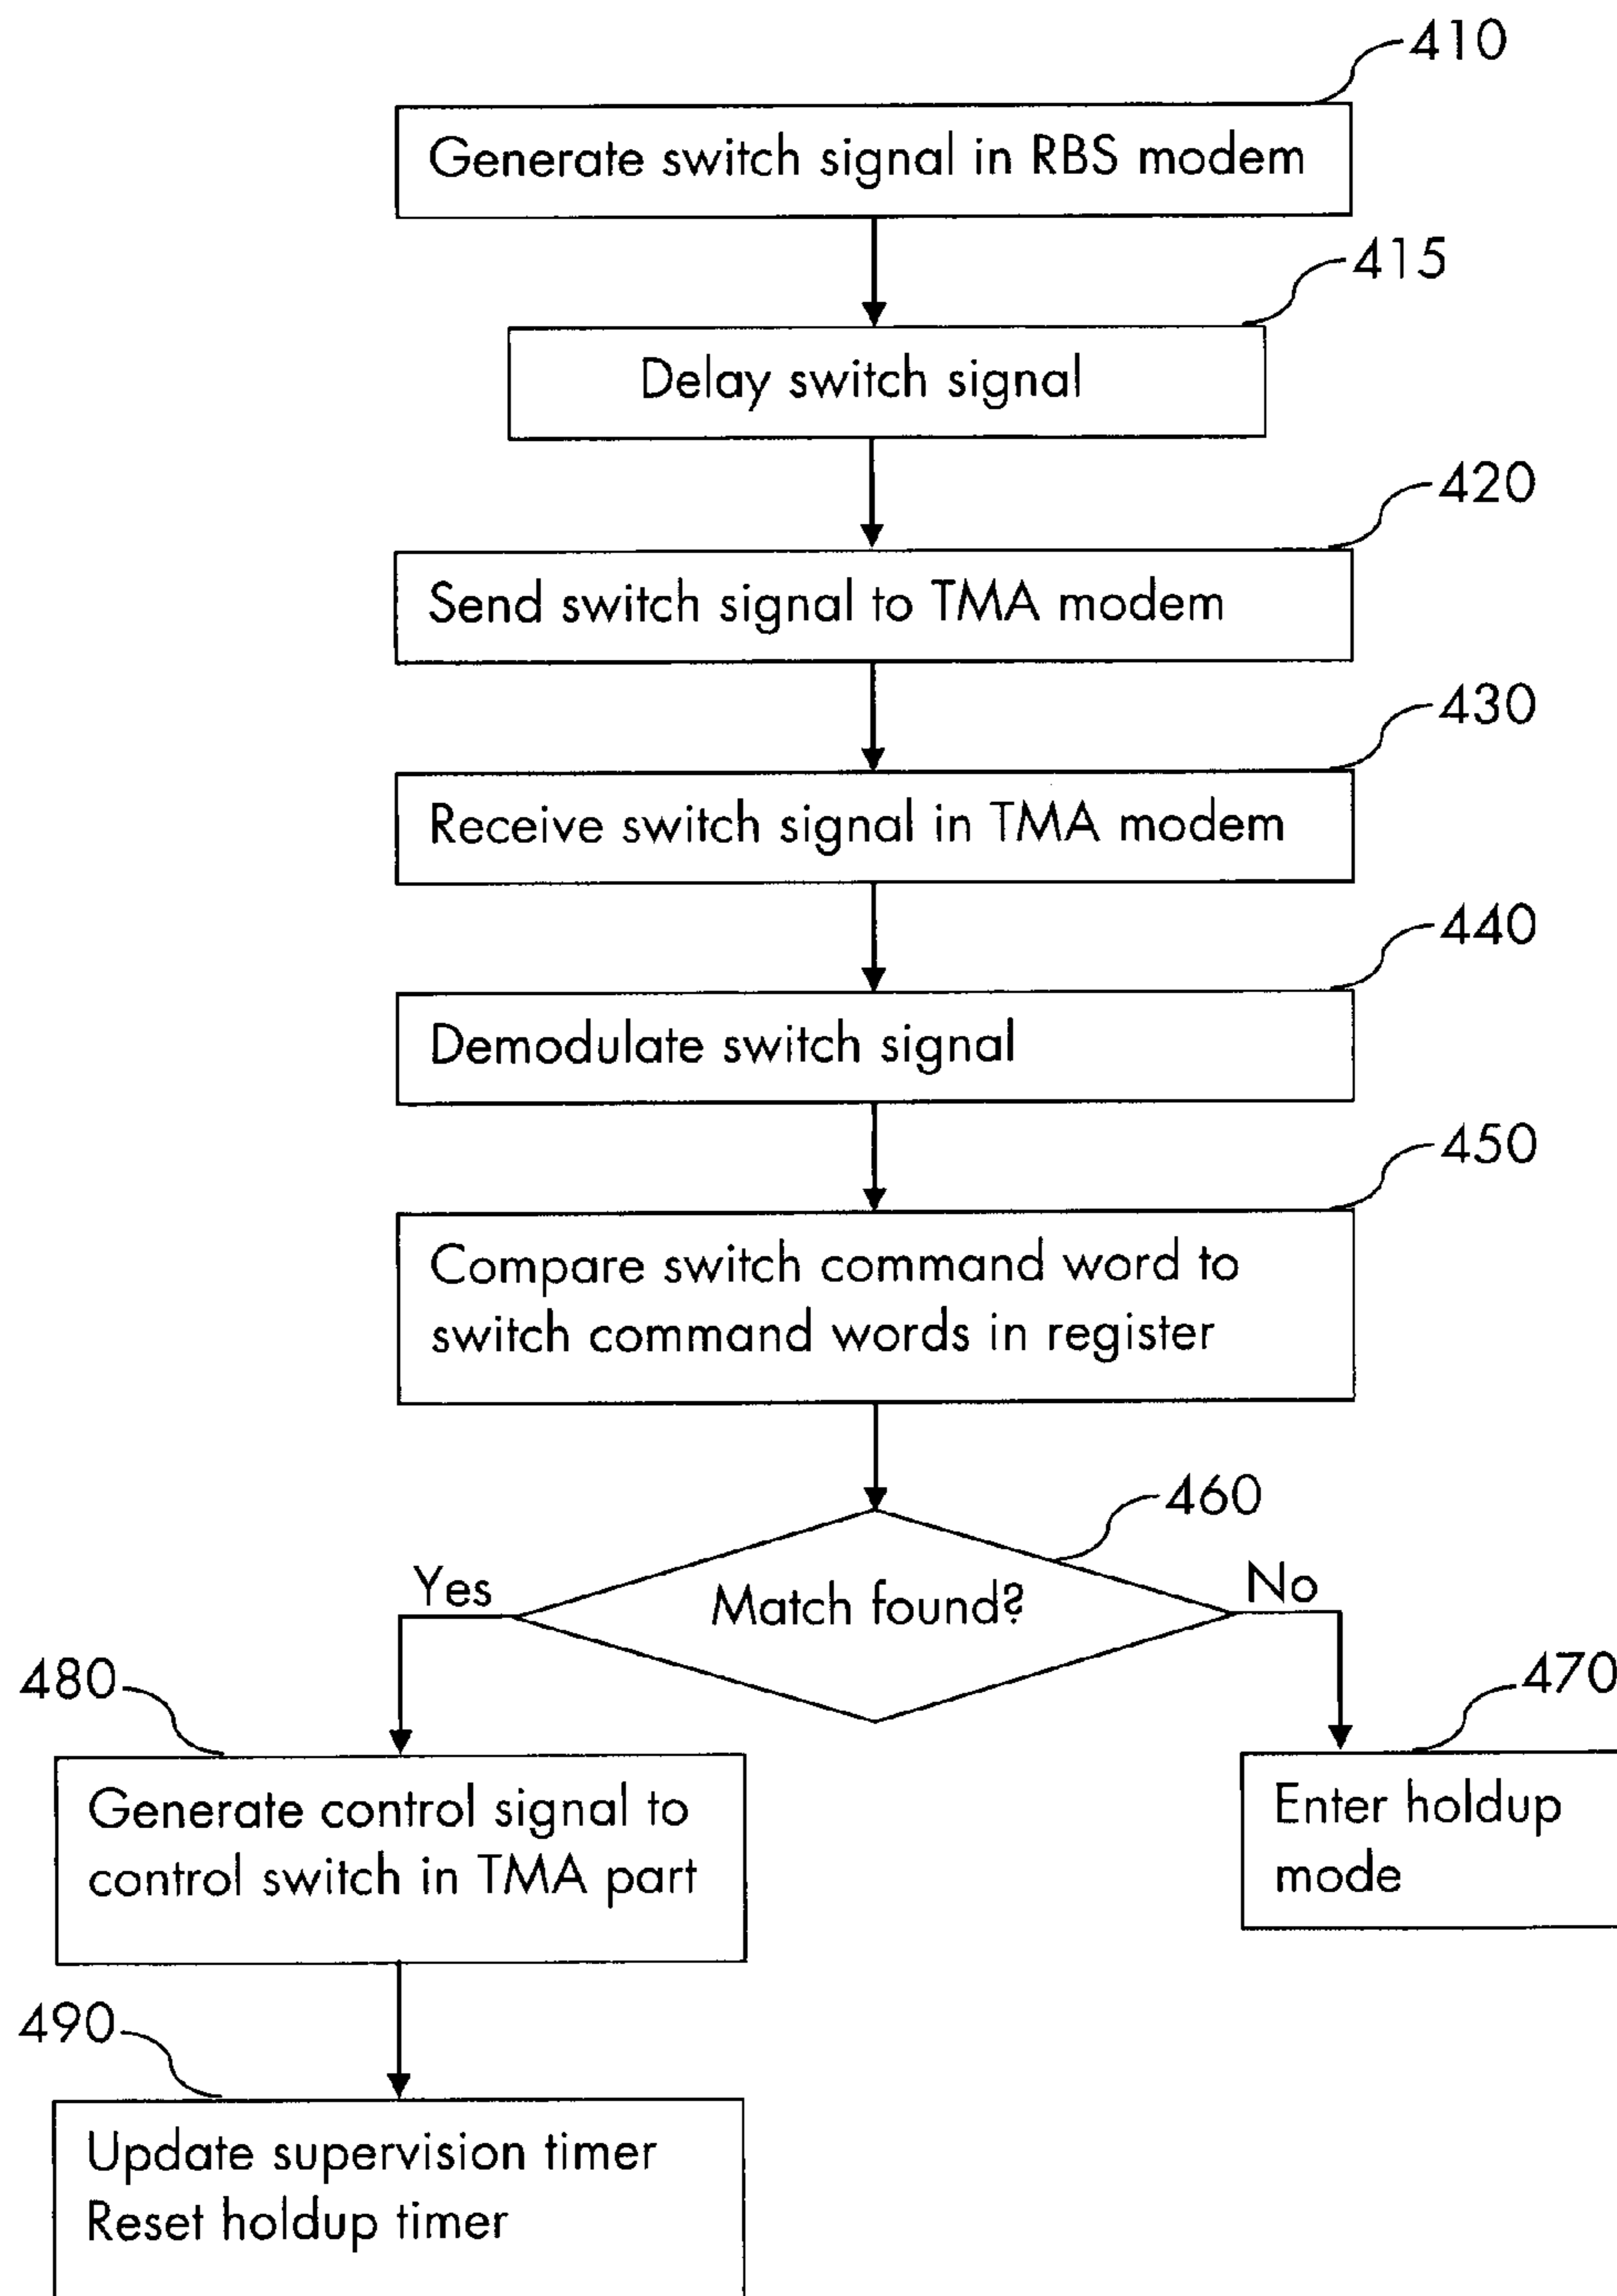 410
Generate switch signal in RBS modem
415
Delay switch signal
420
Send switch signal to TMA modem
430
Receive switch signal in TMA modem
440
Demodulate switch signal
450
Compare switch command word to
switch command words in register
460
Yes
Match found?
No
480
470
Generate control signal to
control switch in TMA part
Enter holdup
mode
490
Update supervision timer
Reset holdup timer